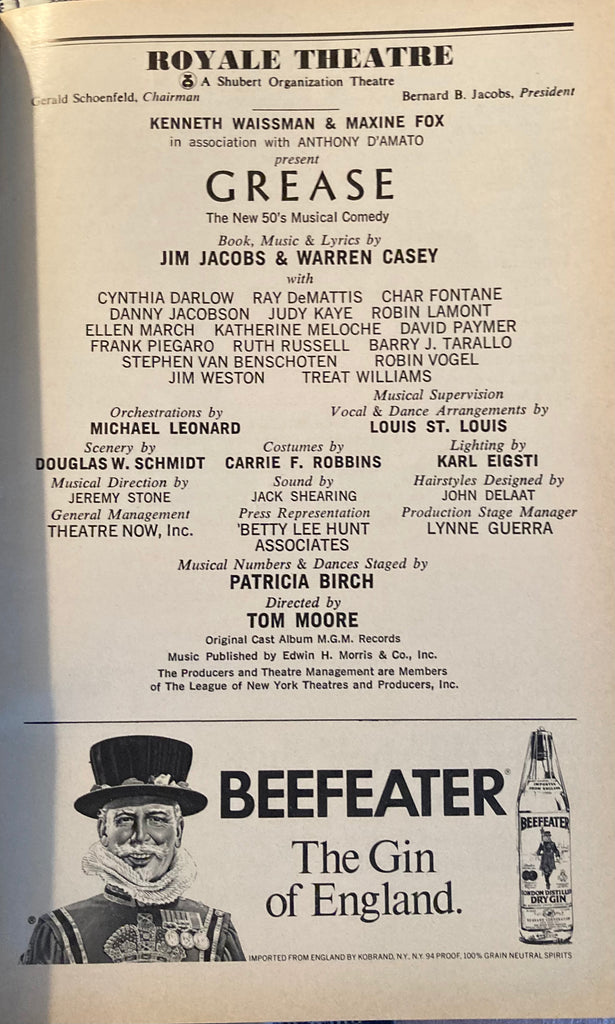 ROYALE THEATRE
A Shubert Organization Theatre
Gerald Schoenfeld, Chairman Bernard B. Jacobs, President
KENNETH WAISSMAN & MAXINE FOX
in association with ANTHONY D'AMATO
present
GREASE
The New 50's Musical Comedy
Book, Music & Lyrics by
JIM JACOBS & WARREN CASEY
with
CYNTHIA DARLOW RAY DeMATTIS CHAR FONTANE
DANNY JACOBSON JUDY KAYE ROBIN LAMONT
ELLEN MARCH KATHERINE MELOCHE DAVID PAYMER
FRANK PIEGARO RUTH RUSSELL BARRY J. TARALLO
STEPHEN VAN BENSCHOTEN ROBIN VOGEL
JIM WESTON TREAT WILLIAMS
Musical Supervision
Orchestrations by Vocal & Dance Arrangements by
MICHAEL LEONARD LOUIS ST. LOUIS
Scenery by Costumes by Lighting by
DOUGLAS W. SCHMIDT CARRIE F. ROBBINS KARL EIGSTI
Musical Direction by Sound by Hairstyles Designed by
JEREMY STONE JACK SHEARING JOHN DELAAT
General Management Press Representation Production Stage Manager
THEATRE NOW, Inc. 'BETTY LEE HUNT LYNNE GUERRA
ASSOCIATES
Musical Numbers & Dances Staged by
PATRICIA BIRCH
Directed by
TOM MOORE
Original Cast Album M.G.M. Records
Music Published by Edwin H. Morris & Co., Inc.
The Producers and Theatre Management are Members
of The League of New York Theatres and Producers, Inc.
BEEFEATER®
The Gin
of England.
IMPORTED
FROM ENGLAND
BEEFEATER
LONDON DISTILLED
DRY GIN
®
IMPORTED FROM ENGLAND BY KOBRAND, N.Y. N.Y. 94 PROOF. 100% GRAIN NEUTRAL SPIRITS